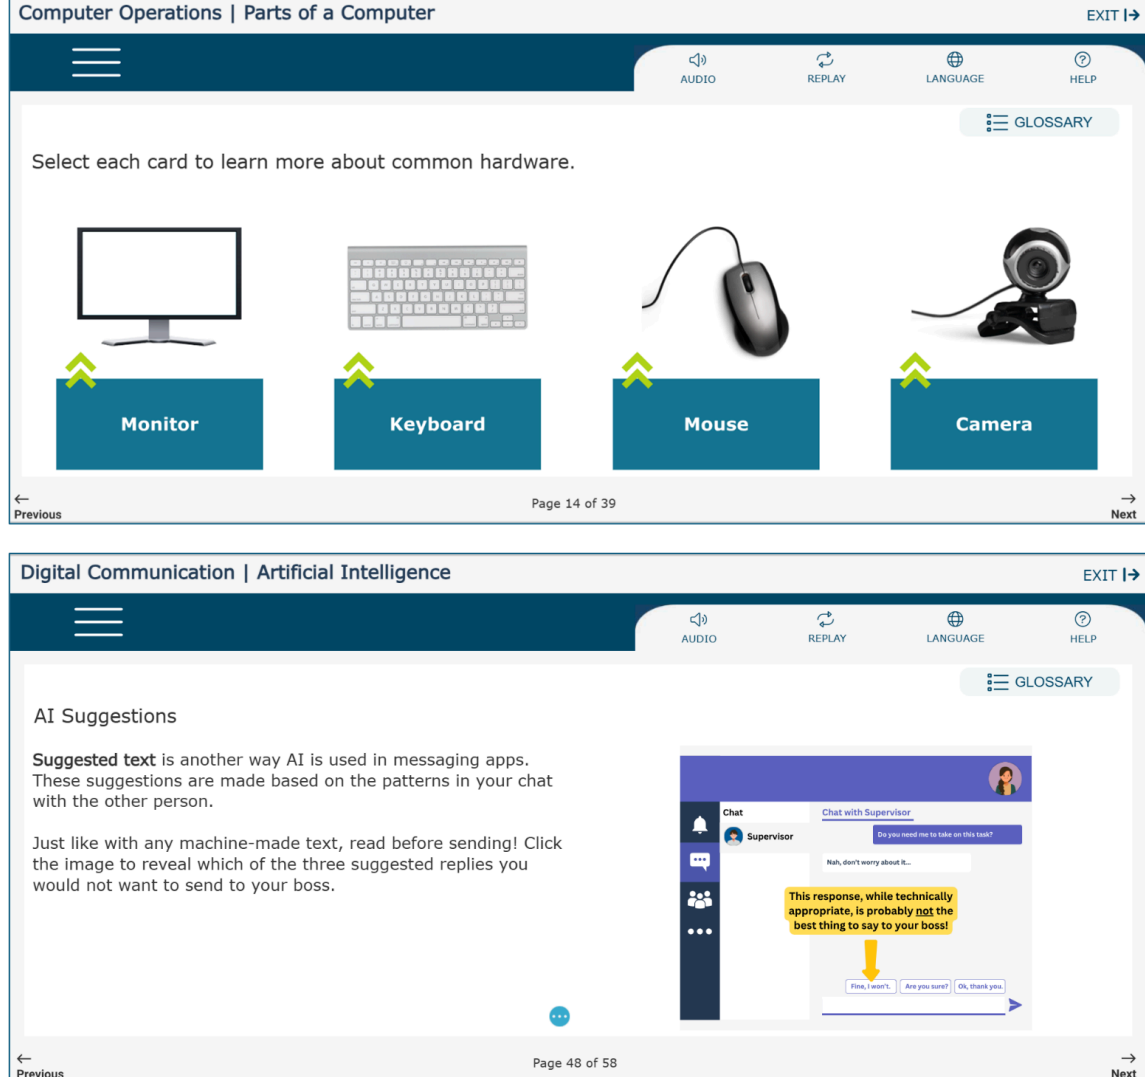 Computer Operations | Parts of a Computer
EXIT
AUDIO
REPLAY
LANGUAGE
HELP
GLOSSARY
Select each card to learn more about common hardware.
Monitor
Keyboard
Mouse
Camera
Previous
Page 14 of 39
Next
Digital Communication | Artificial Intelligence
EXIT
AUDIO
REPLAY
LANGUAGE
HELP
GLOSSARY
AI Suggestions
Suggested text is another way AI is used in messaging apps.
These suggestions are made based on the patterns in your chat
with the other person.
Just like with any machine-made text, read before sending! Click
the image to reveal which of the three suggested replies you
would not want to send to your boss.
Chat
Chat with Supervisor
Supervisor
Do you need me to take on this task?
Nah, don't worry about it...
This response, while technically
appropriate, is probably not the
best thing to say to your boss!
Fine, I won't.
Are you sure?
Ok, thank you.
Previous
Page 48 of 58
Next